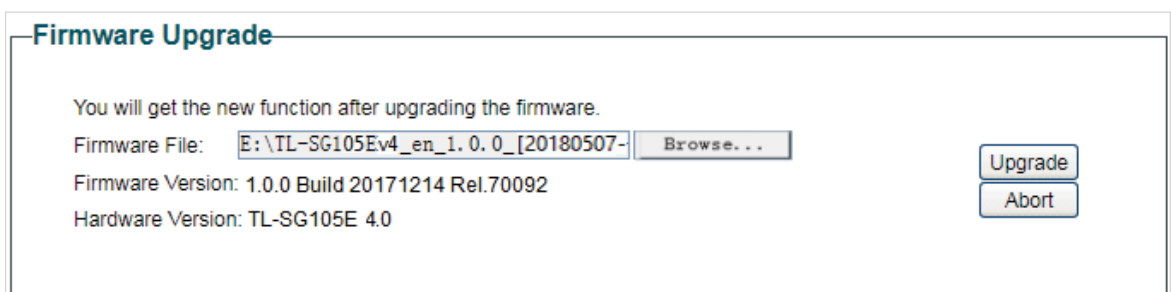 Firmware Upgrade
You will get the new function after upgrading the firmware.
Firmware File: E:\TL-SG105Ev4_en_1.0.0_[20180507- Browse...
Upgrade
Firmware Version: 1.0.0 Build 20171214 Rel.70092
Abort
Hardware Version: TL-SG105E 4.0